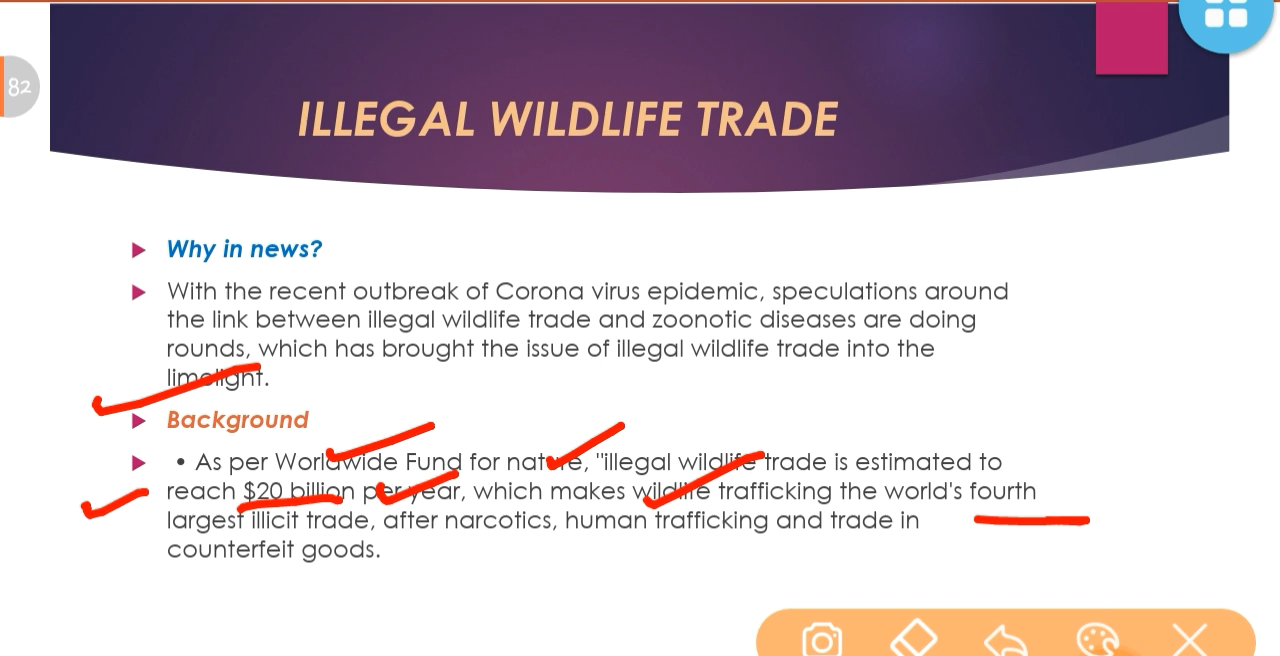 82
ILLEGAL WILDLIFE TRADE
Why in news?
With the recent outbreak of Corona virus epidemic, speculations around
the link between illegal wildlife trade and zoonotic diseases are doing
rounds, which has brought the issue of illegal wildlife trade into the
limelight.
Background
• As per Worldwide Fund for nature, "illegal wildlife trade is estimated to
reach $20 billion per year, which makes wildlife trafficking the world's fourth
largest illicit trade, after narcotics, human trafficking and trade in
counterfeit goods.